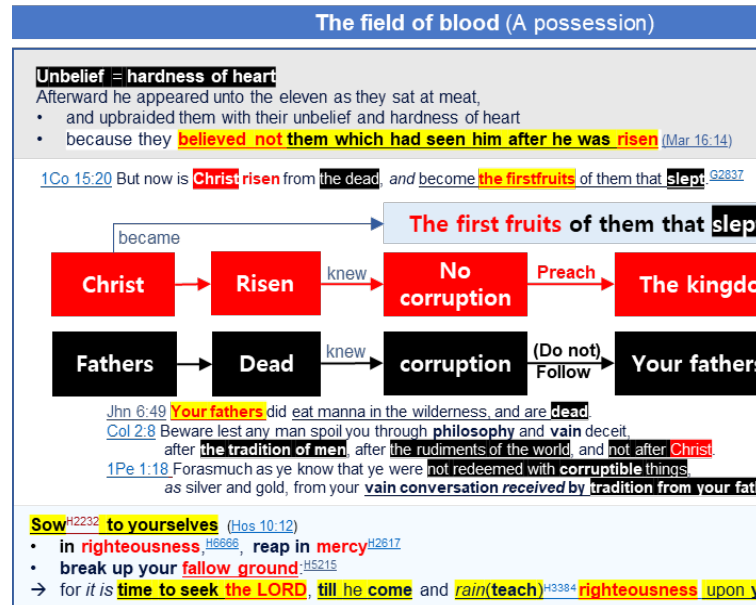 The field of blood (A possession)
Unbelief = hardness of heart
Afterward he appeared unto the eleven as they sat at meat,
• and upbraided them with their unbelief and hardness of heart
• because they believed not them which had seen him after he was risen (Mar 16:14)
1Co 15:20 But now is Christ risen from the dead, and become the firstfruits of them that slept.G2837
The first fruits of them that slep
became
Christ
Risen
knew
No corruption
Preach
The kingdo
Fathers
Dead
knew
corruption
(Do not) Follow
Your fathers
Jhn 6:49 Your fathers did eat manna in the wilderness, and are dead.
Col 2:8 Beware lest any man spoil you through philosophy and vain deceit,
after the tradition of men, after the rudiments of the world, and not after Christ.
1Pe 1:18 Forasmuch as ye know that ye were not redeemed with corruptible things,
as silver and gold, from your vain conversation received by tradition from your fath
SowH2232 to yourselves (Hos 10:12)
• in righteousness,H6666, reap in mercyH2617
• break up your fallow ground:H5215
→ for it is time to seek the LORD, till he come and rain(teach)H3384 righteousness upon y